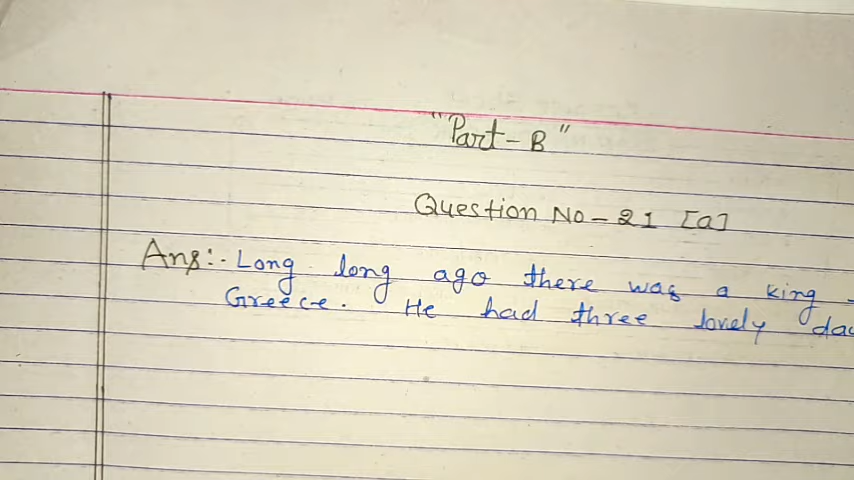 "Part-B"
Question No-21 [a]
Ans:- Long long ago there was a king
Greece. He had three lovely